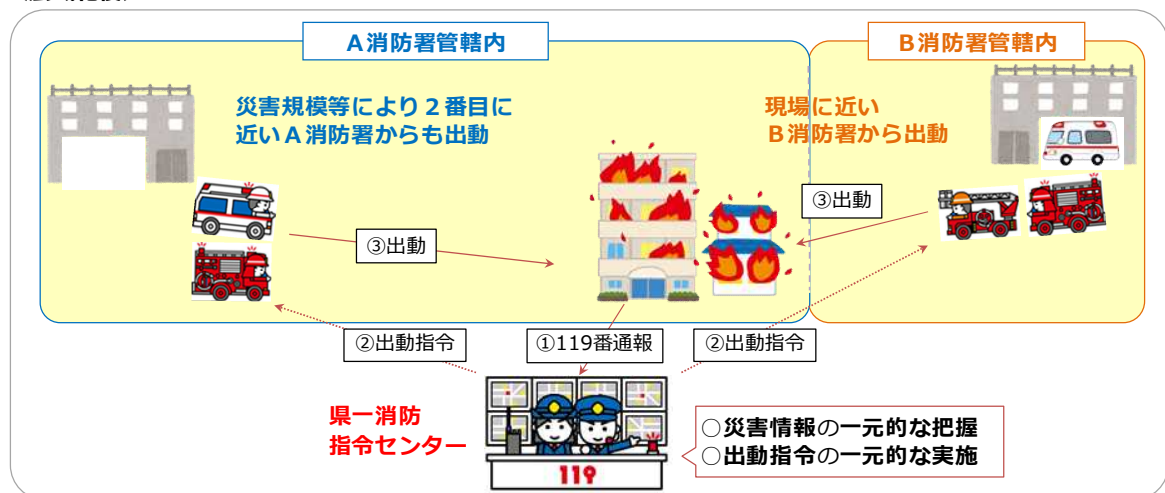 A消防署管轄内
B消防署管轄内
災害規模等により2番目に
近いA消防署からも出動
現場に近い
B消防署から出動
③出動
③出動
②出動指令
①119番通報
②出動指令
県一消防
指令センター
119
○災害情報の一元的な把握
○出動指令の一元的な実施